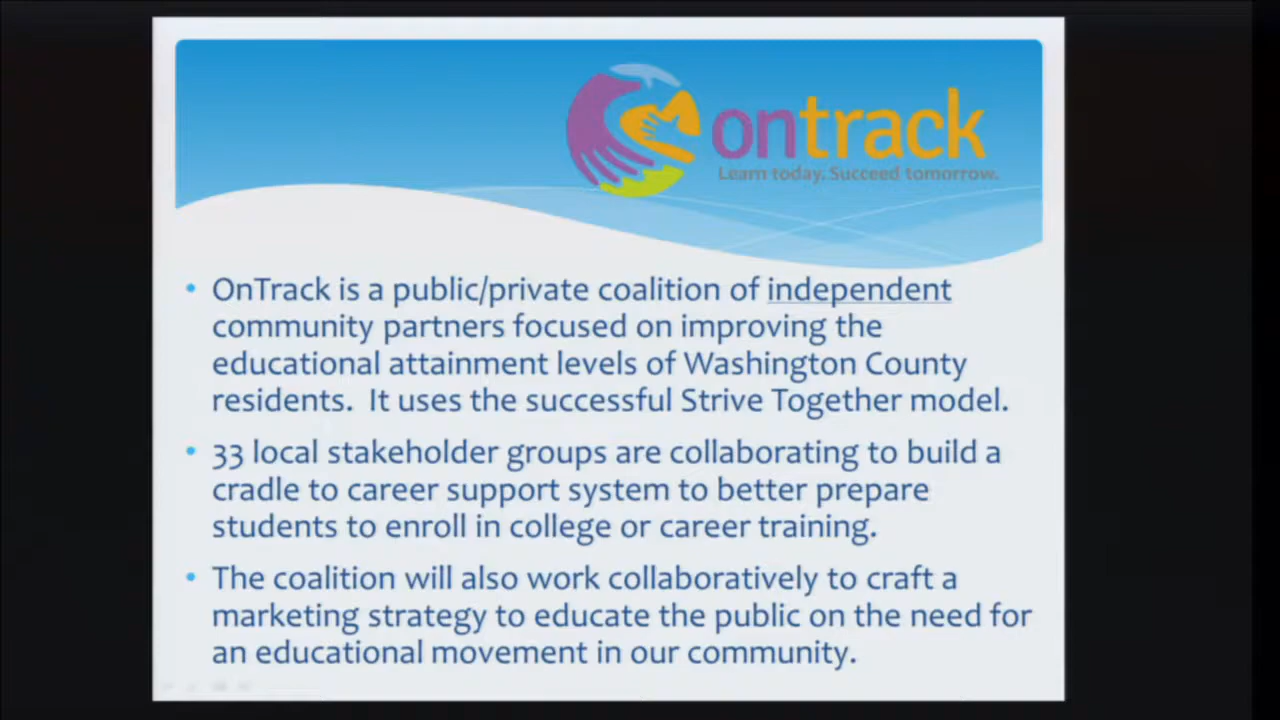 ontrack
Learn today. Succeed tomorrow.
• OnTrack is a public/private coalition of independent
community partners focused on improving the
educational attainment levels of Washington County
residents.  It uses the successful Strive Together model.
• 33 local stakeholder groups are collaborating to build a
cradle to career support system to better prepare
students to enroll in college or career training.
• The coalition will also work collaboratively to craft a
marketing strategy to educate the public on the need for
an educational movement in our community.